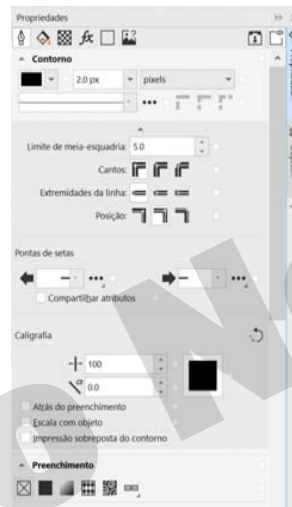 Propriedades
Contorno
2.0 px
pixels
Limite de meia-esquadria: 5.0
Cantos:
Extremidades da linha:
Posição:
Pontas de setas
Compartilhar atributos
Caligrafia
100
0.0
Atrás do preenchimento
Escala com objeto
Impressão sobreposta do contorno
Preenchimento